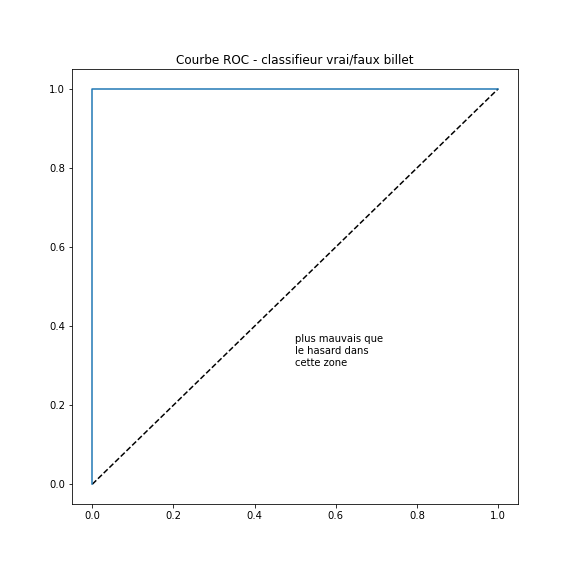 Courbe ROC - classifieur vrai/faux billet
1.0
0.8
0.6
0.4
plus mauvais que
le hasard dans
cette zone
0.2
0.0
0.0 0.2 0.4 0.6 0.8 1.0